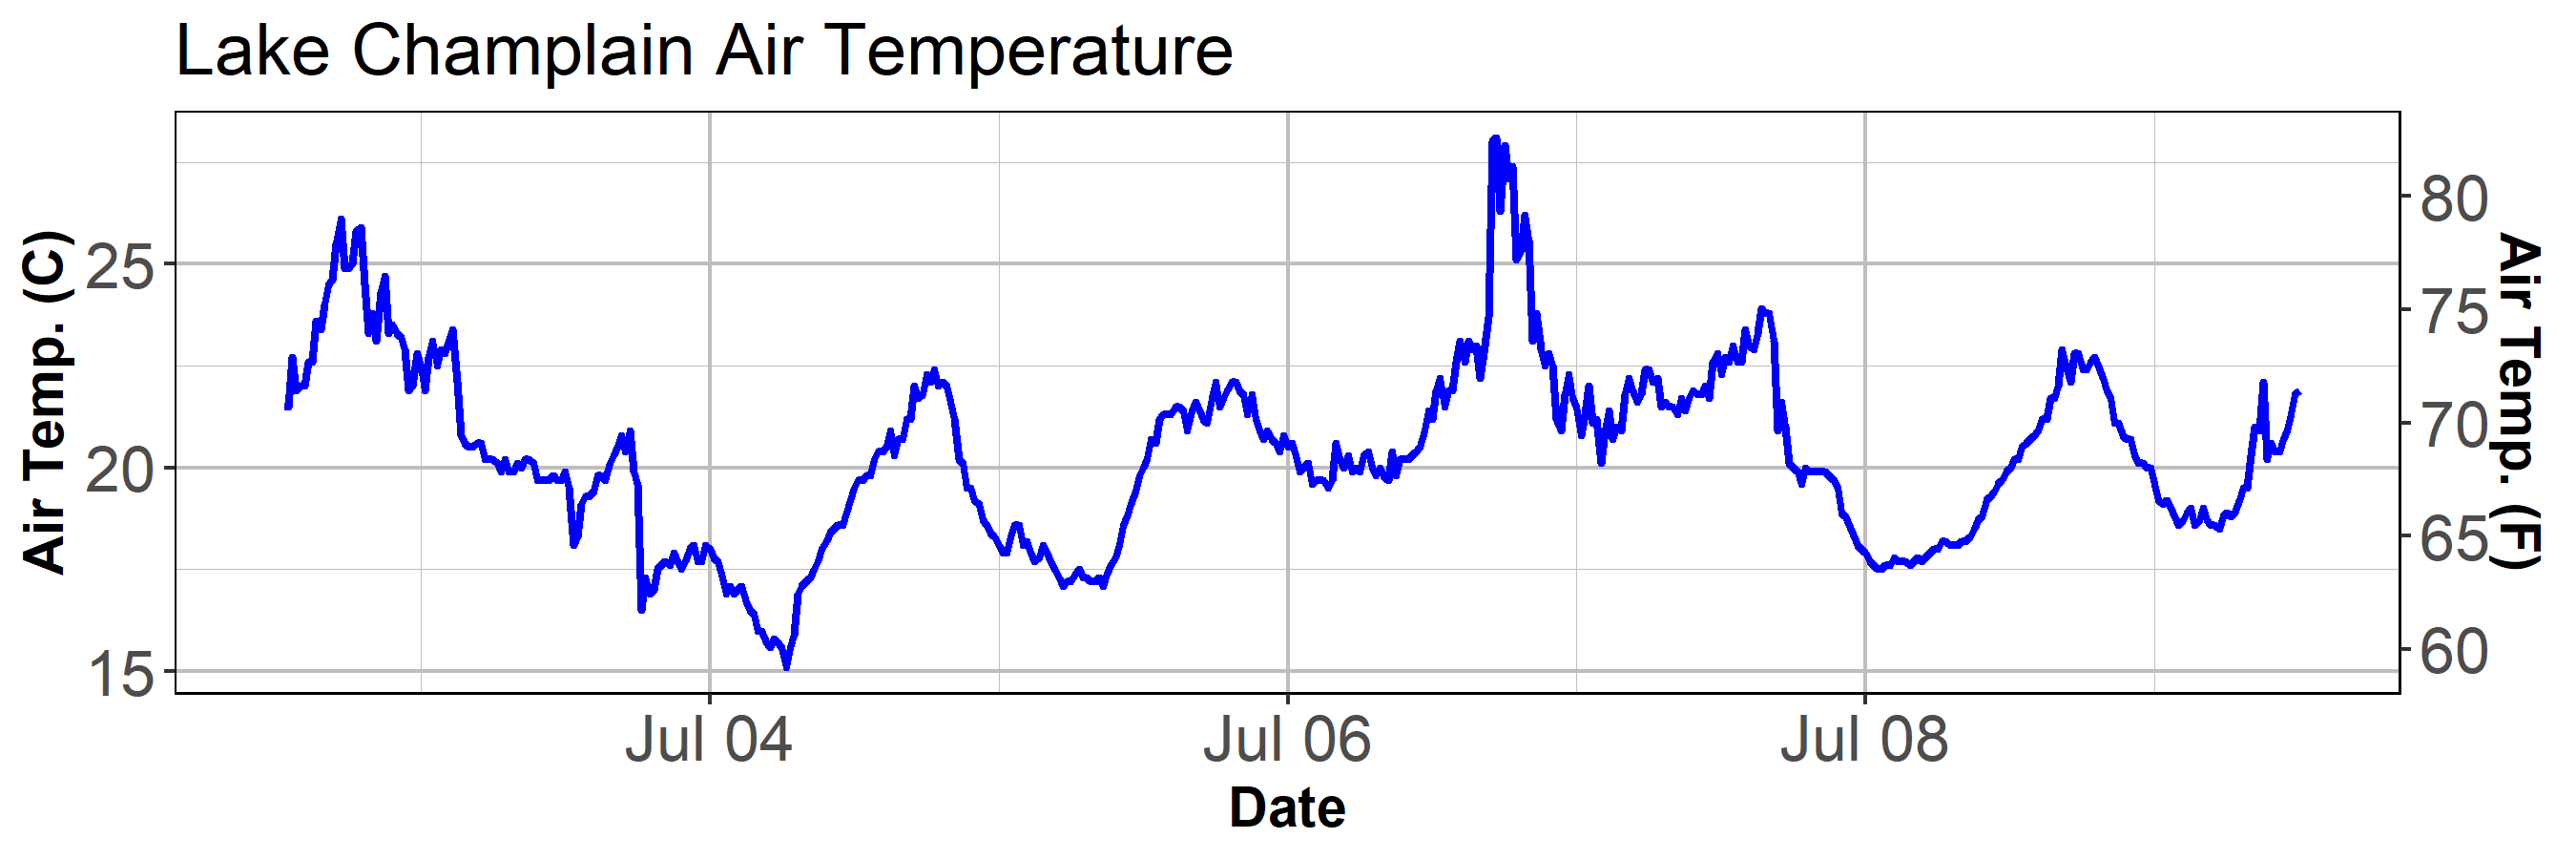 Lake Champlain Air Temperature
Air Temp. (C)
25
20
15
80
75
70
65
60
Air Temp. (F)
Jul 04
Jul 06
Jul 08
Date